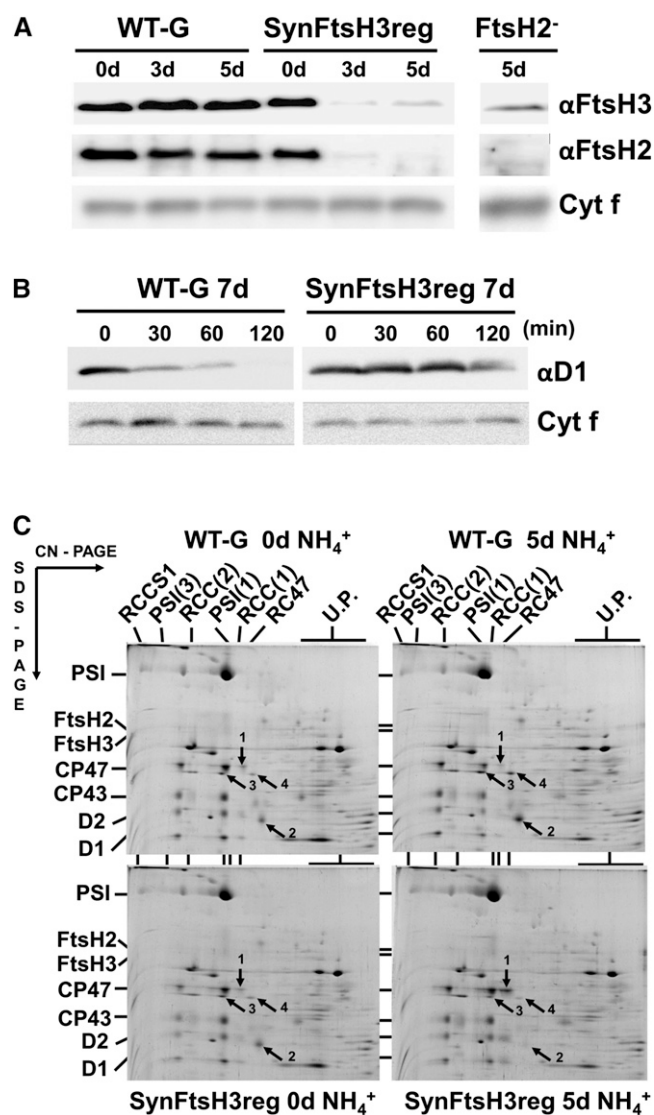 A
WT-G SynFtsH3reg FtsH2-
0d 3d 5d 0d 3d 5d 5d
αFtsH3
αFtsH2
Cyt f
B
WT-G 7d SynFtsH3reg 7d
0 30 60 120 0 30 60 120 (min)
αD1
Cyt f
C
WT-G 0d NH4+ WT-G 5d NH4+
CN - PAGE
SDS-PAGE
RCCS1 PSI(3) RCC(2) PSI(1) RCC(1) RC47 U.P. RCCS1 PSI(3) RCC(2) PSI(1) RCC(1) RC47 U.P.
PSI
FtsH2
FtsH3
1 1
CP47
3 4 3 4
CP43
D2
2 2
D1
PSI
FtsH2
FtsH3
1 1
CP47
3 4 3 4
CP43
D2
2 2
D1
SynFtsH3reg 0d NH4+ SynFtsH3reg 5d NH4+